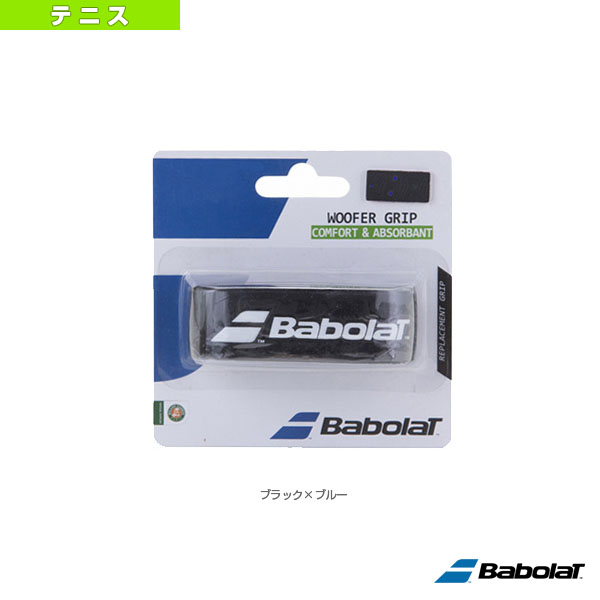 テニス
WOOFER GRIP
COMFORT & ABSORBANT
REPLACEMENT GRIP
BabolaT
BabolaT
ブラック×ブルー
BabolaT